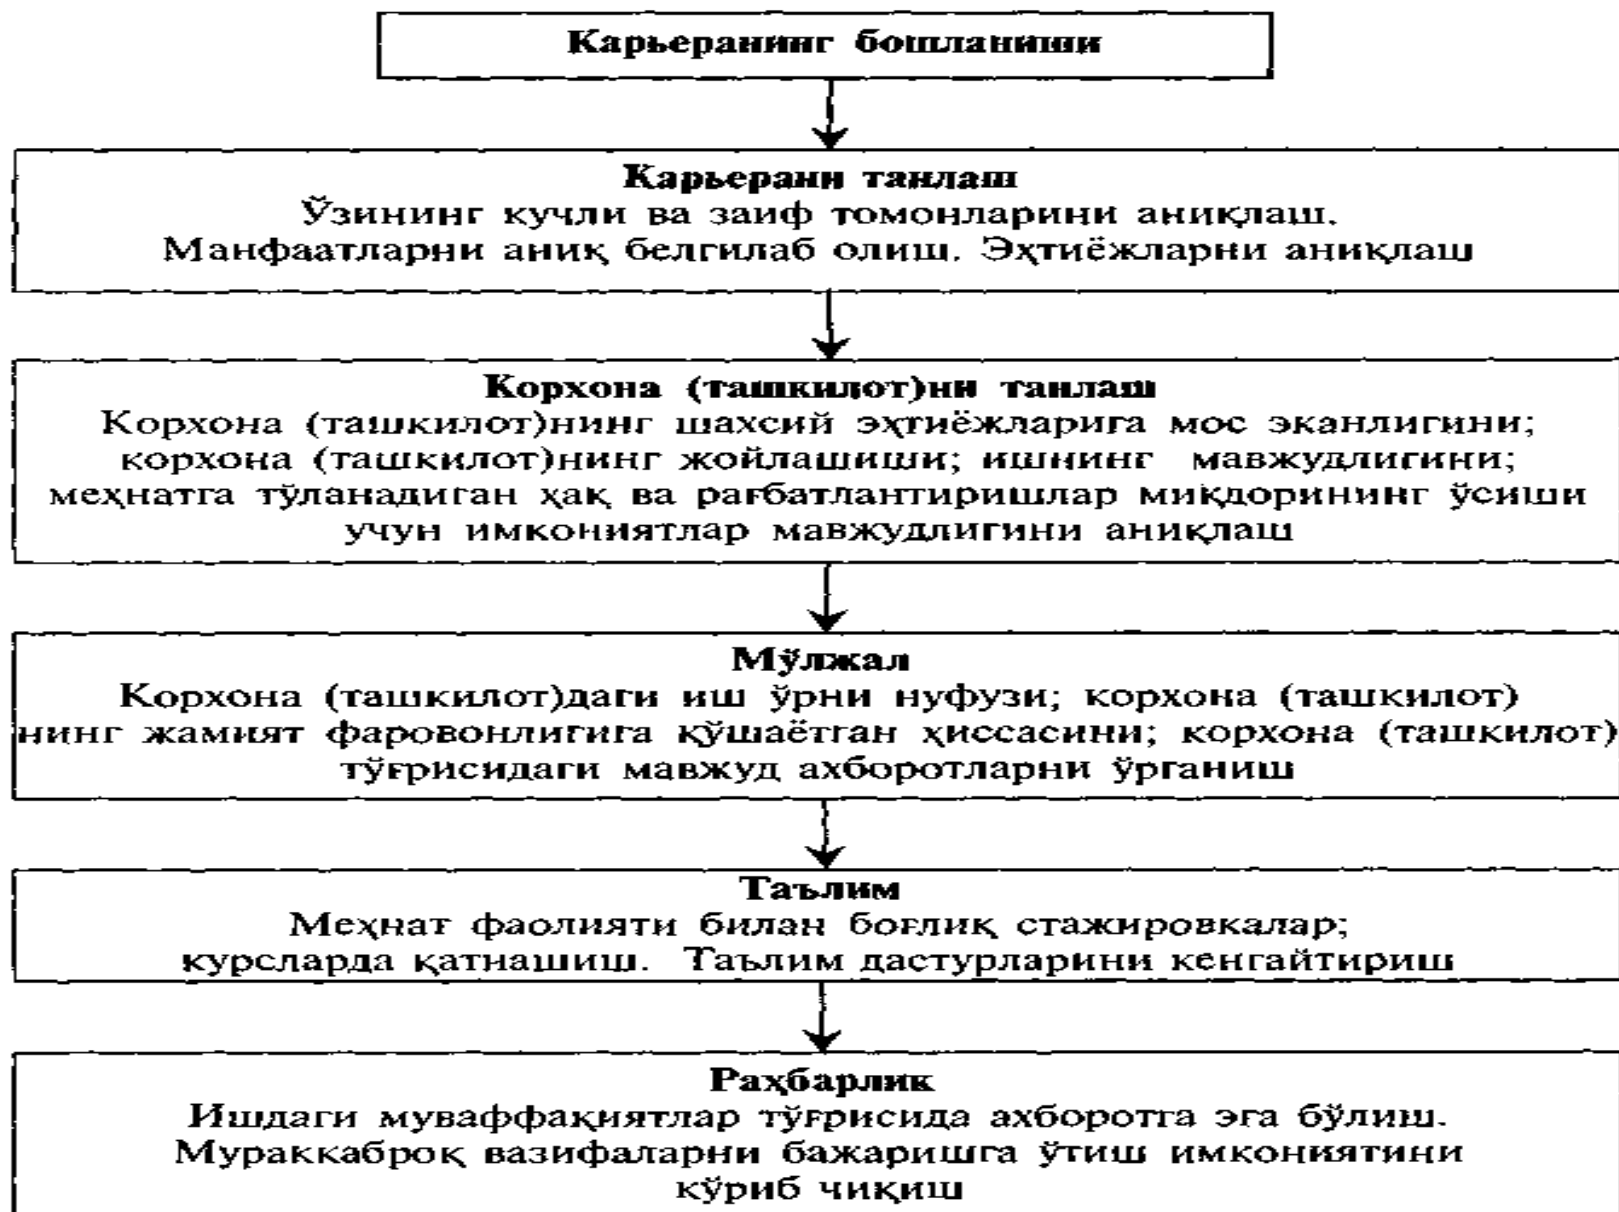 Карьеранинг бошланиши
Карьерани танлаш
Ўзининг кучли ва заиф томонларини аниқлаш.
Манфаатларни аниқ белгилаб олиш. Эҳтиёжларни аниқлаш
Корхона (ташкилот)ни танлаш
Корхона (ташкилот)нинг шахсий эҳтиёжларига мос эканлигини;
корхона (ташкилот)нинг жойлашиши; ишнинг мавжудлигини;
меҳнатга тўланадиган ҳақ ва рағбатлантиришлар миқдорининг ўсиши
учун имкониятлар мавжудлигини аниқлаш
Мўлжал
Корхона (ташкилот)даги иш ўрни нуфузи; корхона (ташкилот)
нинг жамият фаровонлигига қўшаётган ҳиссасини; корхона (ташкилот)
тўғрисидаги мавжуд ахборотларни ўрганиш
Таълим
Меҳнат фаолияти билан боғлиқ стажировкалар;
курсларда қатнашиш. Таълим дастурларини кенгайтириш
Раҳбарлик
Ишдаги муваффақиятлар тўғрисида ахборотга эга бўлиш.
Мураккаброқ вазифаларни бажаришга ўтиш имкониятини
кўриб чиқиш